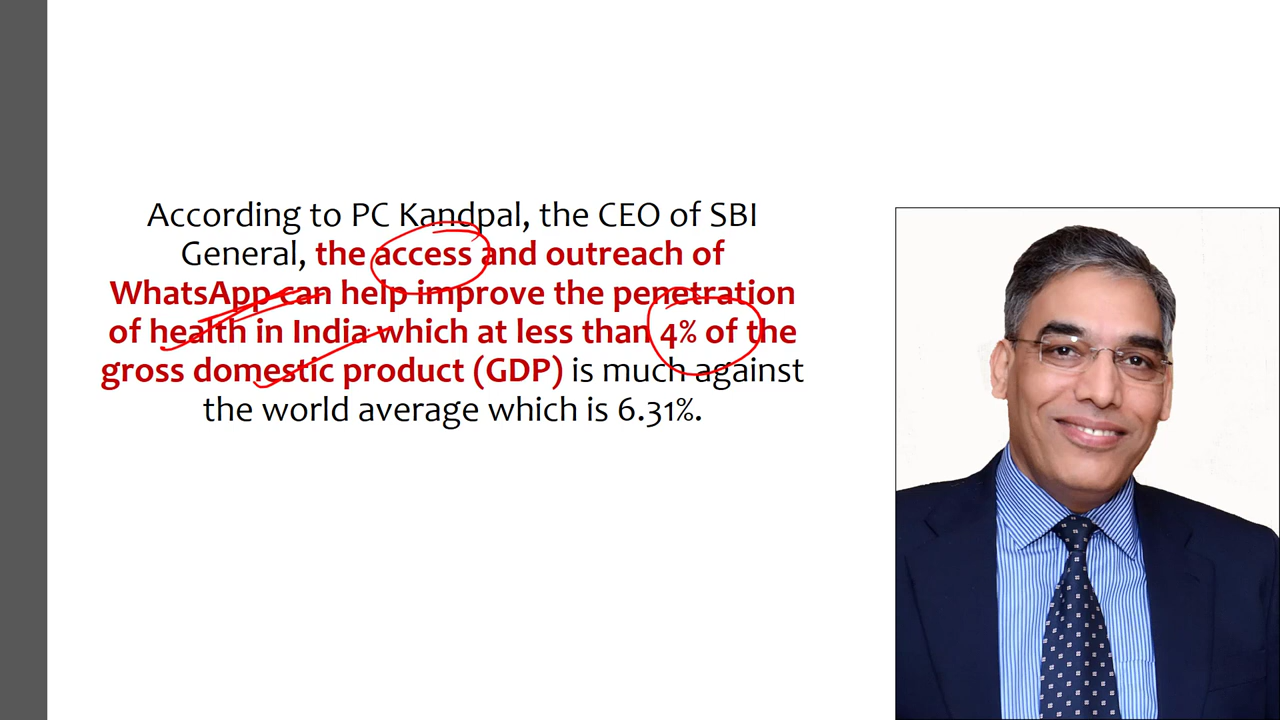 According to PC Kandpal, the CEO of SBI
General, the access and outreach of
WhatsApp can help improve the penetration
of health in India which at less than 4% of the
gross domestic product (GDP) is much against
the world average which is 6.31%.